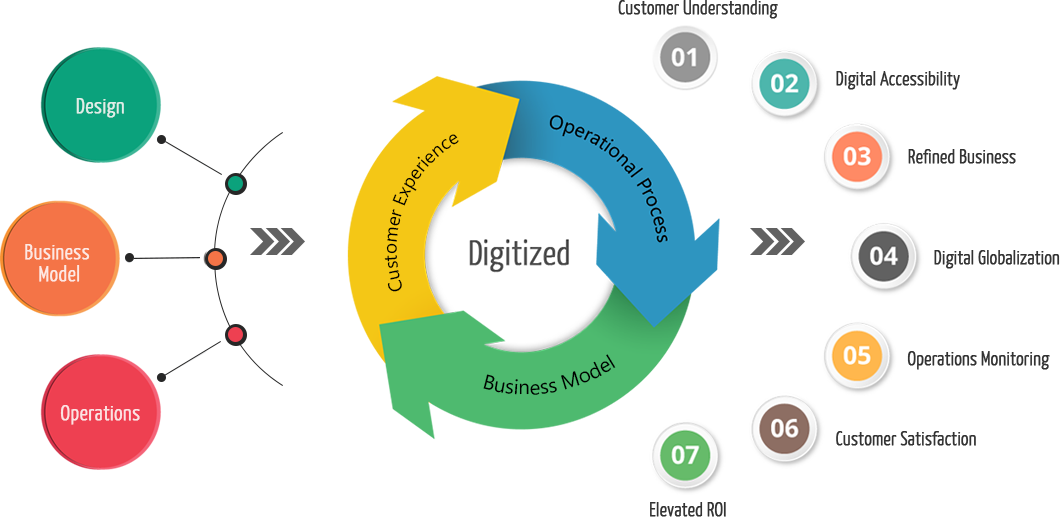 Design
Business
Model
Operations
Customer Experience
Operational Process
Business Model
Digitized
Customer Understanding
01
02
Digital Accessibility
03
Refined Business
04
Digital Globalization
05
Operations Monitoring
06
Customer Satisfaction
07
Elevated ROI